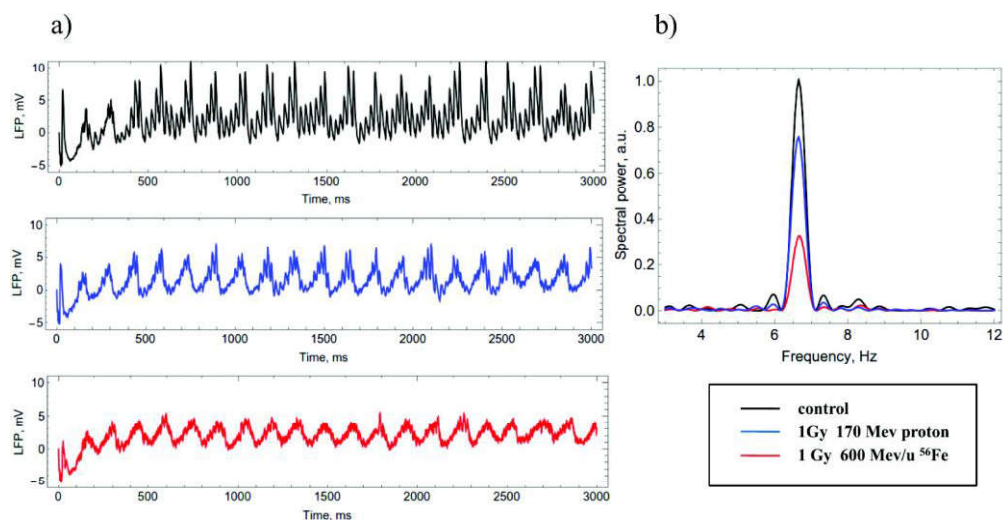 a)
10
5
0
−5
LFP, mV
0 500 1000 1500 2000 2500 3000
Time, ms
10
5
0
−5
LFP, mV
0 500 1000 1500 2000 2500 3000
Time, ms
10
5
0
−5
LFP, mV
0 500 1000 1500 2000 2500 3000
Time, ms
b)
1.0
0.8
0.6
0.4
0.2
0.0
Spectral power, a.u.
4 6 8 10 12
Frequency, Hz
control
1Gy 170 Mev proton
1 Gy 600 Mev/u ⁵⁶Fe